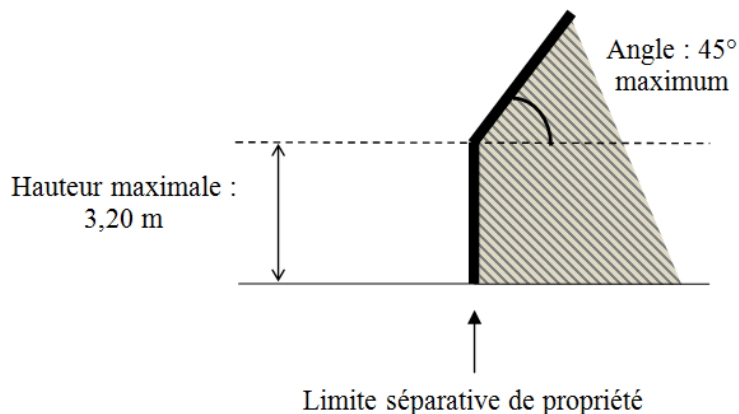 Angle : 45°
maximum
Hauteur maximale :
3,20 m
Limite séparative de propriété